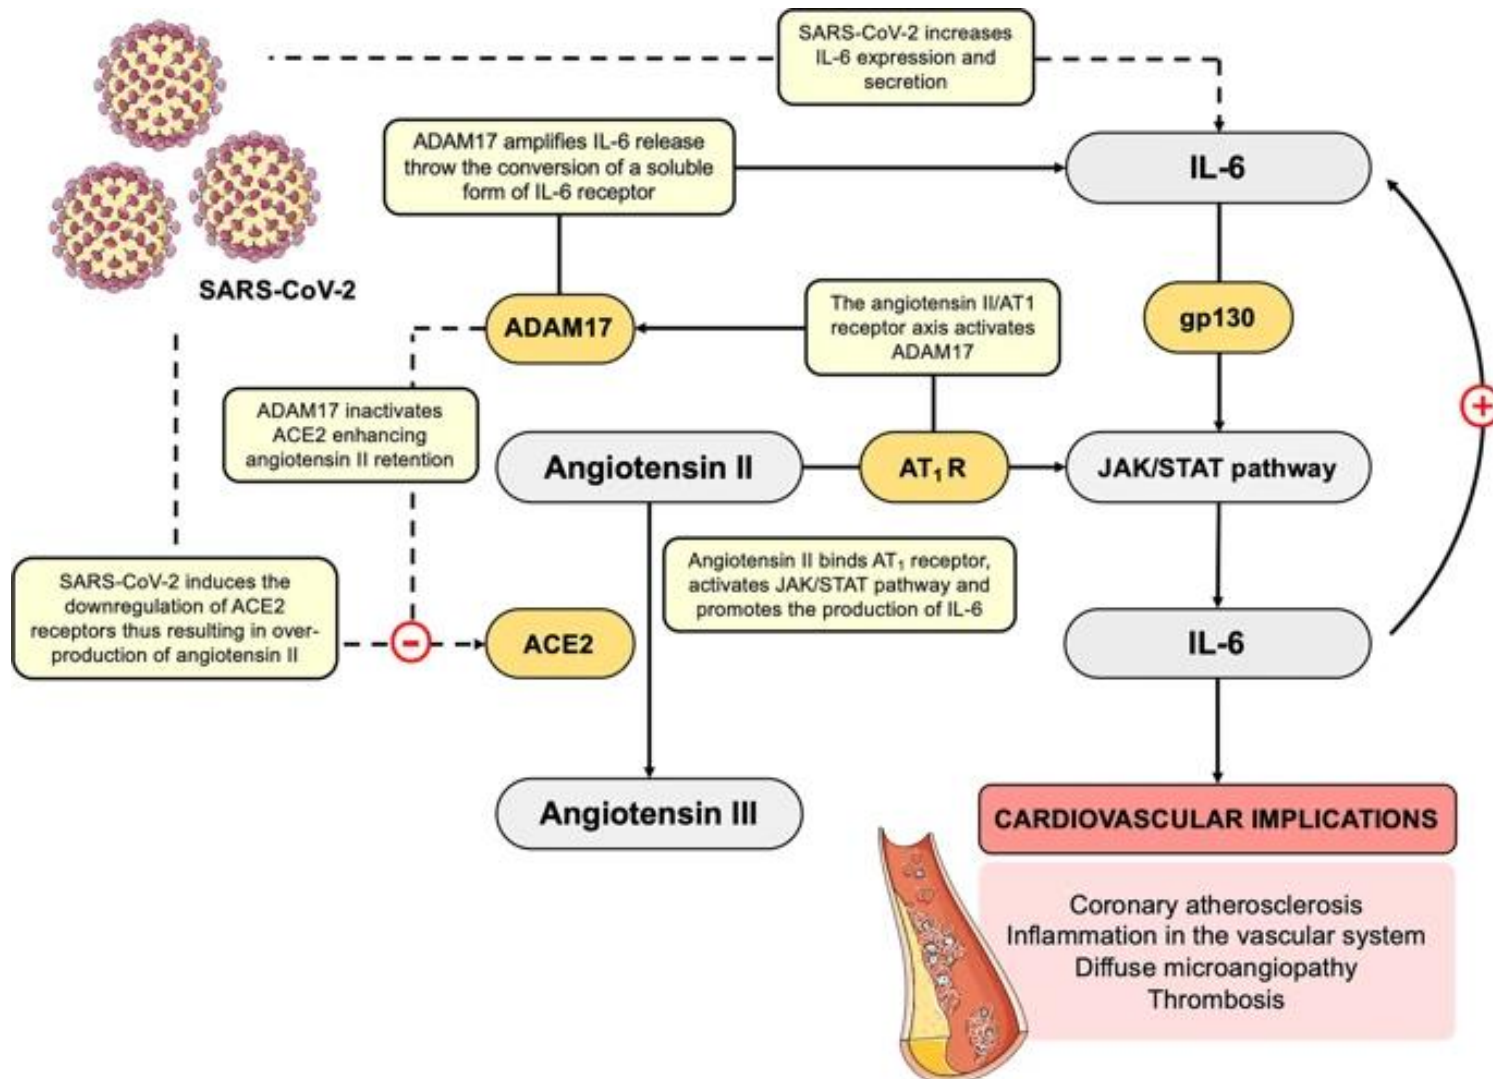 SARS-CoV-2 increases
IL-6 expression and
secretion
ADAM17 amplifies IL-6 release
throw the conversion of a soluble
form of IL-6 receptor
IL-6
SARS-CoV-2
ADAM17
The angiotensin II/AT1
receptor axis activates
ADAM17
gp130
+
ADAM17 inactivates
ACE2 enhancing
angiotensin II retention
Angiotensin II
AT₁ R
JAK/STAT pathway
SARS-CoV-2 induces the
downregulation of ACE2
receptors thus resulting in over-
production of angiotensin II
-
ACE2
Angiotensin II binds AT₁ receptor,
activates JAK/STAT pathway and
promotes the production of IL-6
IL-6
Angiotensin III
CARDIOVASCULAR IMPLICATIONS
Coronary atherosclerosis
Inflammation in the vascular system
Diffuse microangiopathy
Thrombosis